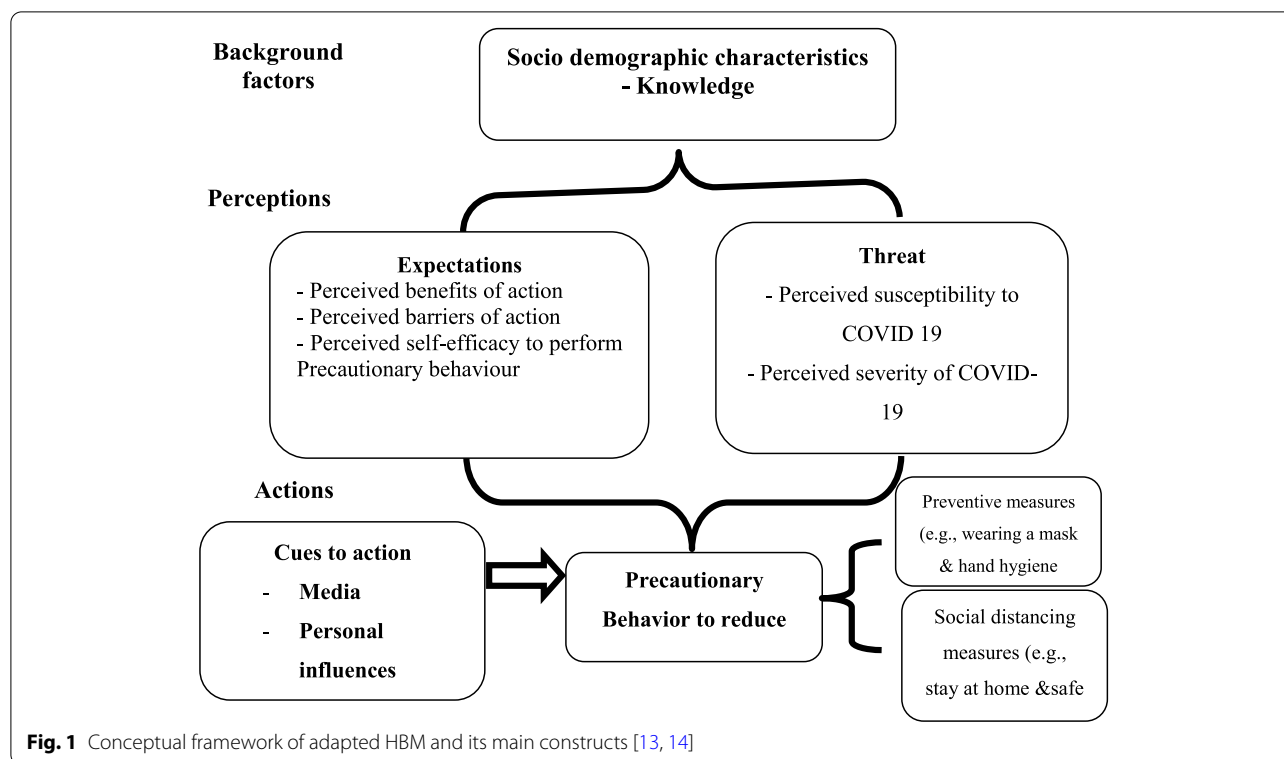 Background
factors
Socio demographic characteristics
- Knowledge
Perceptions
Expectations
- Perceived benefits of action
- Perceived barriers of action
- Perceived self-efficacy to perform
Precautionary behaviour
Threat
- Perceived susceptibility to
COVID 19
- Perceived severity of COVID-
19
Actions
Cues to action
- Media
- Personal
influences
Precautionary
Behavior to reduce
Preventive measures
(e.g., wearing a mask
& hand hygiene
Social distancing
measures (e.g.,
stay at home &safe
Fig. 1 Conceptual framework of adapted HBM and its main constructs [13, 14]